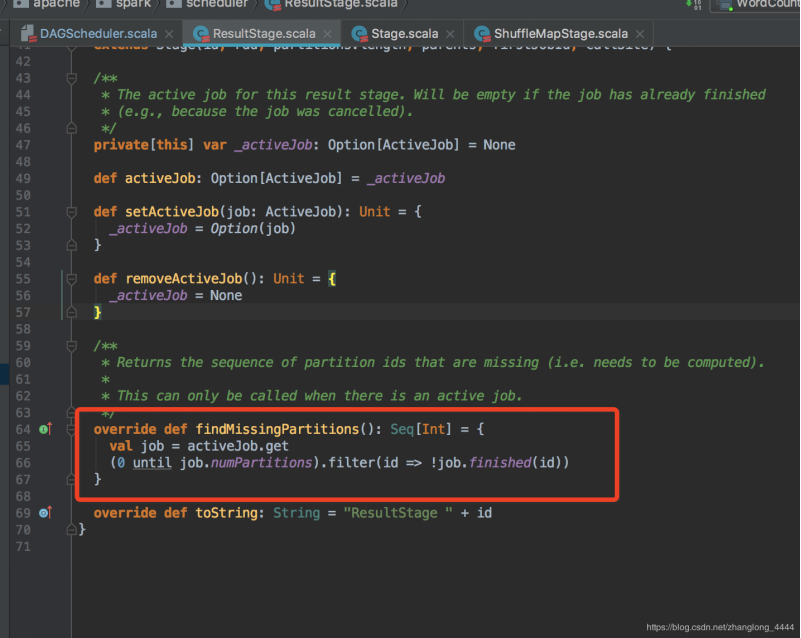 apache spark scheduler ResultStage.scala WordCount
DAGScheduler.scala ResultStage.scala Stage.scala ShuffleMapStage.scala
42
43 /**
44 * The active job for this result stage. Will be empty if the job has already finished
45 * (e.g., because the job was cancelled).
46 */
47 private[this] var _activeJob: Option[ActiveJob] = None
48
49 def activeJob: Option[ActiveJob] = _activeJob
50
51 def setActiveJob(job: ActiveJob): Unit = {
52 _activeJob = Option(job)
53 }
54
55 def removeActiveJob(): Unit = {
56 _activeJob = None
57 }
58
59 /**
60 * Returns the sequence of partition ids that are missing (i.e. needs to be computed).
61 *
62 * This can only be called when there is an active job.
63 */
64 override def findMissingPartitions(): Seq[Int] = {
65 val job = activeJob.get
66 (0 until job.numPartitions).filter(id => !job.finished(id))
67 }
68
69 override def toString: String = "ResultStage " + id
70 }
71
https://blog.csdn.net/zhanglong_4444